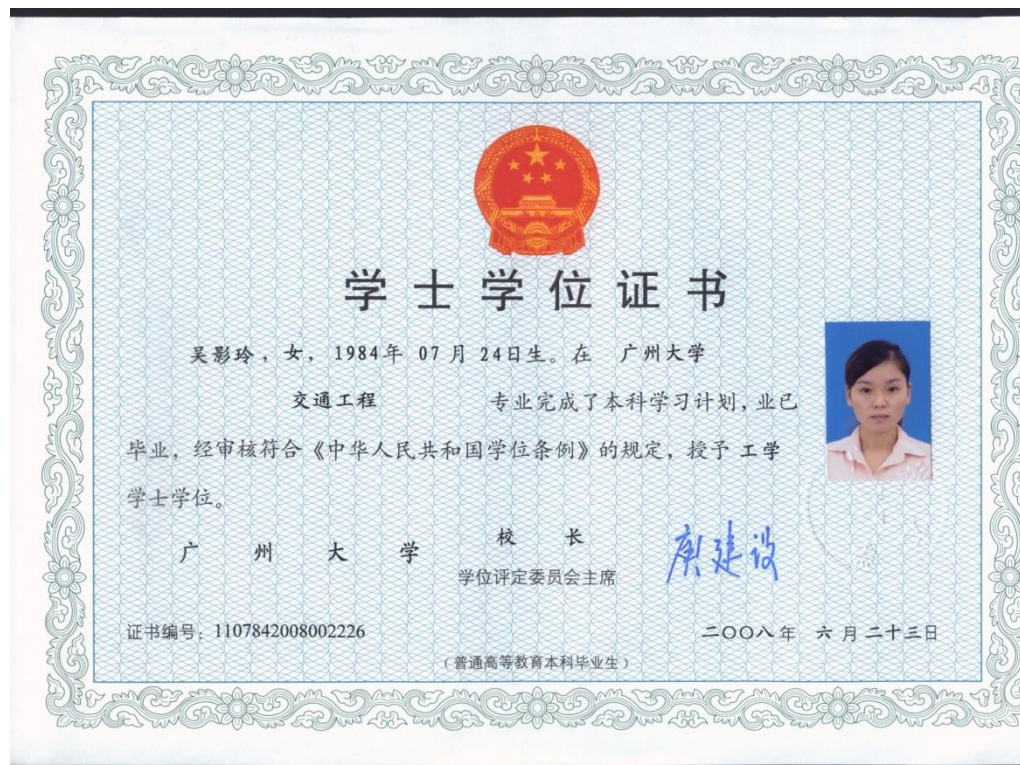 学士学位证书
吴影玲，女，1984年 07月 24日生。在 广州大学
交通工程 专业完成了本科学习计划，业已
毕业，经审核符合《中华人民共和国学位条例》的规定，授予 工学
学士学位。
广州大学 校长 庾建设
学位评定委员会主席
证书编号：1107842008002226 二〇〇八年 六月二十三日
（普通高等教育本科毕业生）